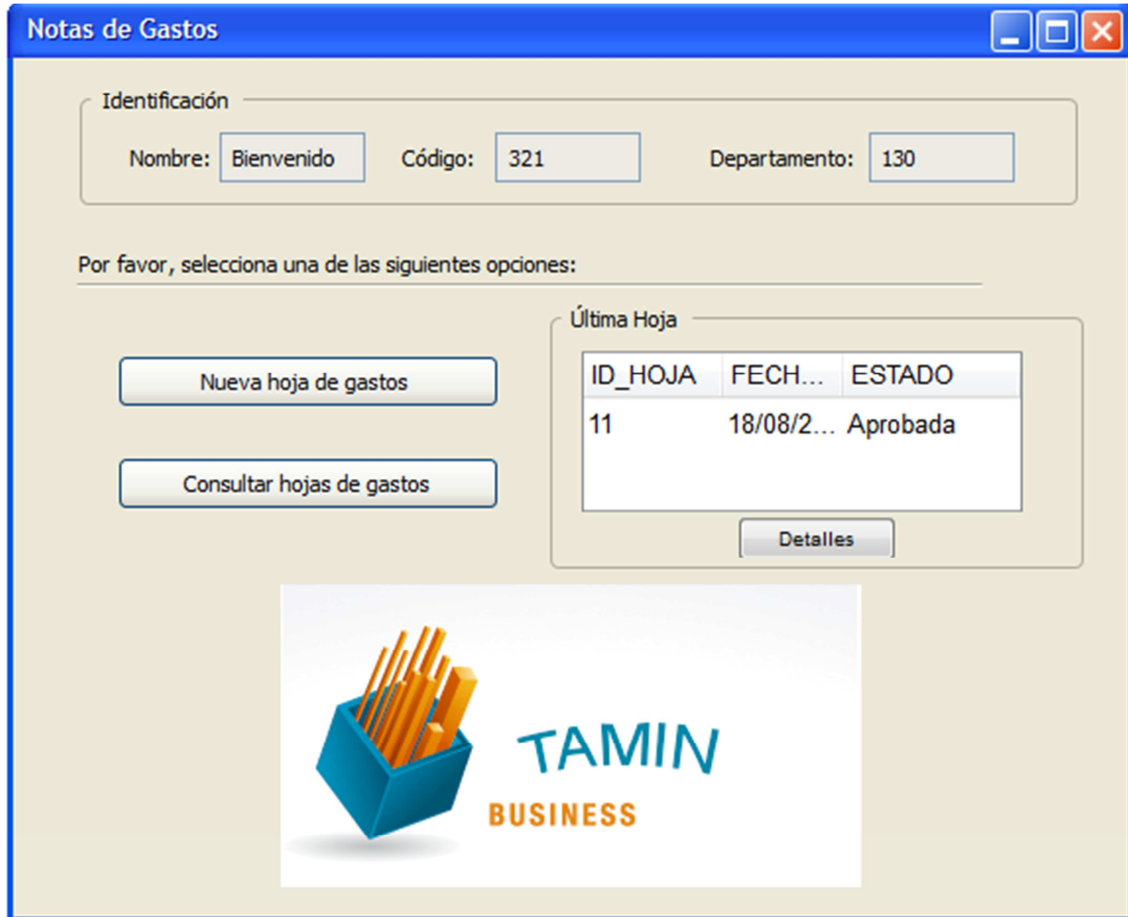 Notas de Gastos
Identificación
Nombre: Bienvenido Código: 321 Departamento: 130
Por favor, selecciona una de las siguientes opciones:
Nueva hoja de gastos
Consultar hojas de gastos
Última Hoja
ID_HOJA FECH... ESTADO
11 18/08/2... Aprobada
Detalles
TAMIN
BUSINESS